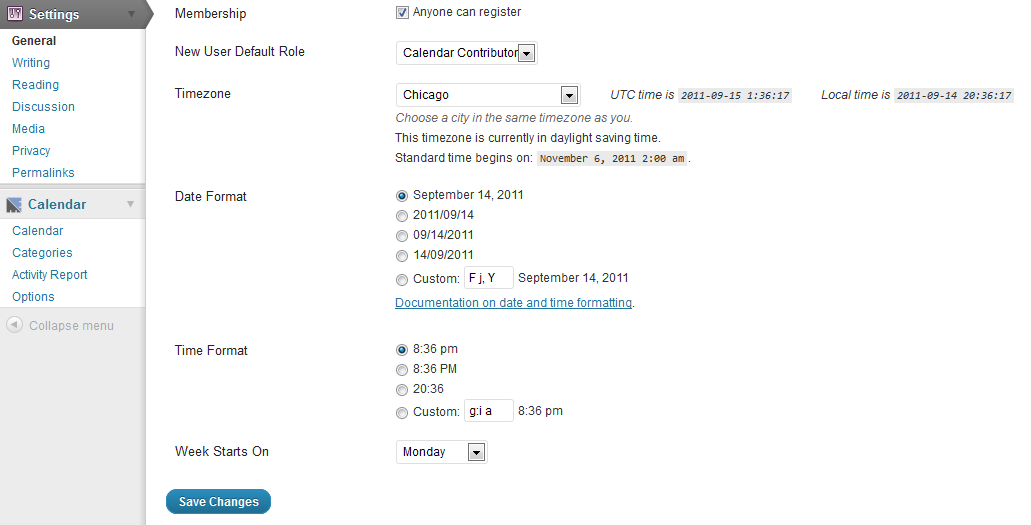 Settings
General
Writing
Reading
Discussion
Media
Privacy
Permalinks
Calendar
Calendar
Categories
Activity Report
Options
Collapse menu
Membership Anyone can register
New User Default Role Calendar Contributor
Timezone Chicago UTC time is 2011-09-15 1:36:17 Local time is 2011-09-14 20:36:17
Choose a city in the same timezone as you.
This timezone is currently in daylight saving time.
Standard time begins on: November 6, 2011 2:00 am.
Date Format September 14, 2011
2011/09/14
09/14/2011
14/09/2011
Custom: F j, Y September 14, 2011
Documentation on date and time formatting.
Time Format 8:36 pm
8:36 PM
20:36
Custom: g:i a 8:36 pm
Week Starts On Monday
Save Changes